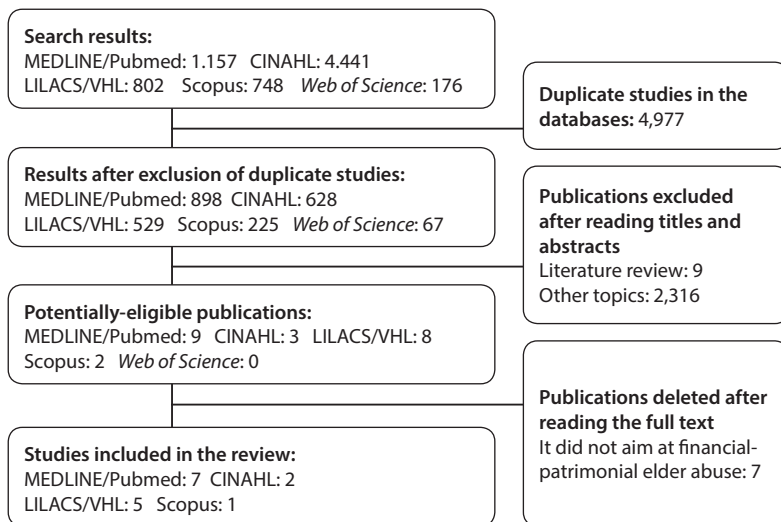 Search results:
MEDLINE/Pubmed: 1.157 CINAHL: 4.441
LILACS/VHL: 802 Scopus: 748 Web of Science: 176
Duplicate studies in the
databases: 4,977
Results after exclusion of duplicate studies:
MEDLINE/Pubmed: 898 CINAHL: 628
LILACS/VHL: 529 Scopus: 225 Web of Science: 67
Publications excluded
after reading titles and
abstracts
Literature review: 9
Other topics: 2,316
Potentially-eligible publications:
MEDLINE/Pubmed: 9 CINAHL: 3 LILACS/VHL: 8
Scopus: 2 Web of Science: 0
Publications deleted after
reading the full text
It did not aim at financial-
patrimonial elder abuse: 7
Studies included in the review:
MEDLINE/Pubmed: 7 CINAHL: 2
LILACS/VHL: 5 Scopus: 1